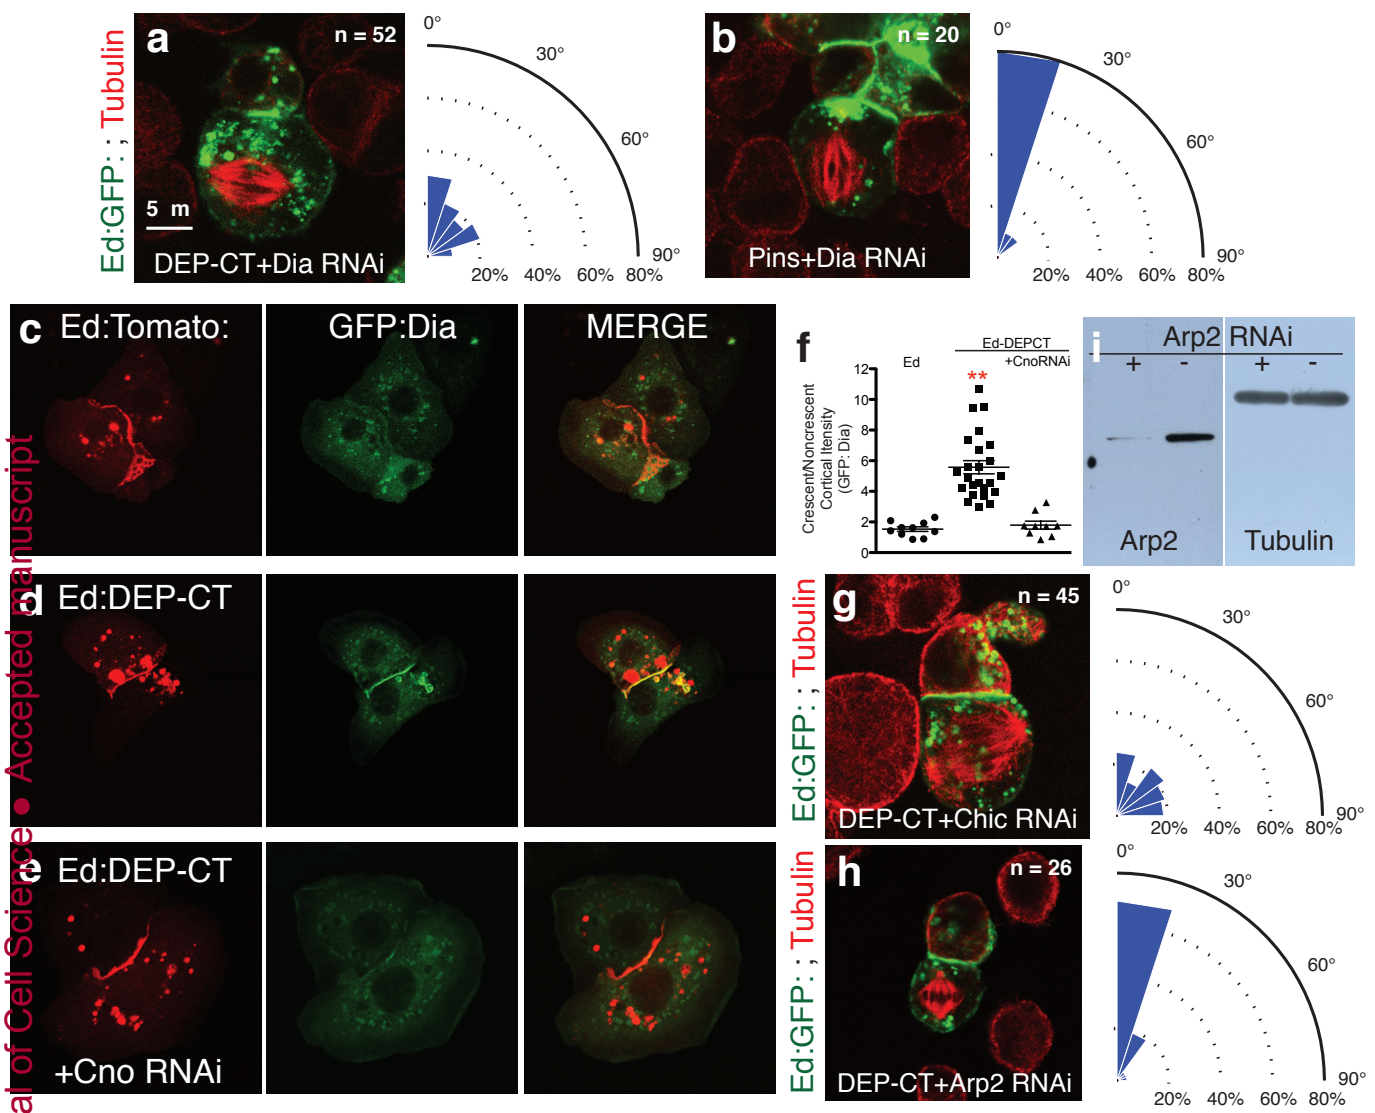 a
n = 52
Ed:GFP: ; Tubulin
5 m
DEP-CT+Dia RNAi
0°
30°
60°
90°
20% 40% 60% 80%
b
n = 20
Pins+Dia RNAi
0°
30°
60°
90°
20% 40% 60% 80%
c Ed:Tomato: GFP:Dia MERGE
d Ed:DEP-CT
e Ed:DEP-CT
+Cno RNAi
al of Cell Science ● Accepted manuscript
f
Ed
Ed-DEPCT
+CnoRNAi
**
Crescent/Noncrescent
Cortical Itensity
(GFP: Dia)
12
10
8
6
4
2
0
i
Arp2 RNAi
+ - + -
Arp2 Tubulin
g
n = 45
Ed:GFP: ; Tubulin
DEP-CT+Chic RNAi
0°
30°
60°
90°
20% 40% 60% 80%
h
n = 26
Ed:GFP: ; Tubulin
DEP-CT+Arp2 RNAi
0°
30°
60°
90°
20% 40% 60% 80%